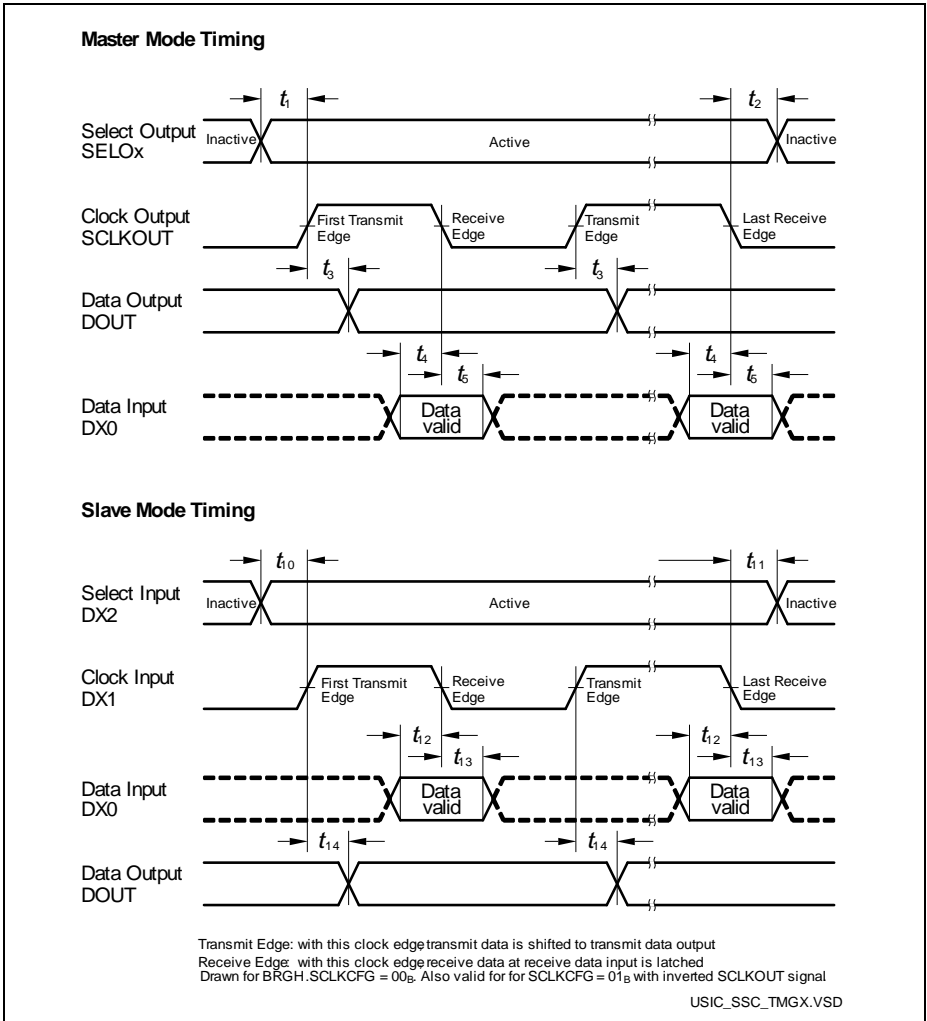 Master Mode Timing
t1
t2
Select Output
SELOx
Inactive
Active
Inactive
Clock Output
SCLKOUT
First Transmit
Edge
Receive
Edge
Transmit
Edge
Last Receive
Edge
t3
t3
Data Output
DOUT
t4
t5
t4
t5
Data Input
DX0
Data
valid
Data
valid
Slave Mode Timing
t10
t11
Select Input
DX2
Inactive
Active
Inactive
Clock Input
DX1
First Transmit
Edge
Receive
Edge
Transmit
Edge
Last Receive
Edge
t12
t13
t12
t13
Data Input
DX0
Data
valid
Data
valid
t14
t14
Data Output
DOUT
Transmit Edge: with this clock edge, transmit data is shifted to transmit data output
Receive Edge: with this clock edge, receive data at receive data input is latched
Drawn for BRGH.SCLKCFG = 00B. Also valid for for SCLKCFG = 01B with inverted SCLKOUT signal.
USIC_SSC_TMGX.VSD